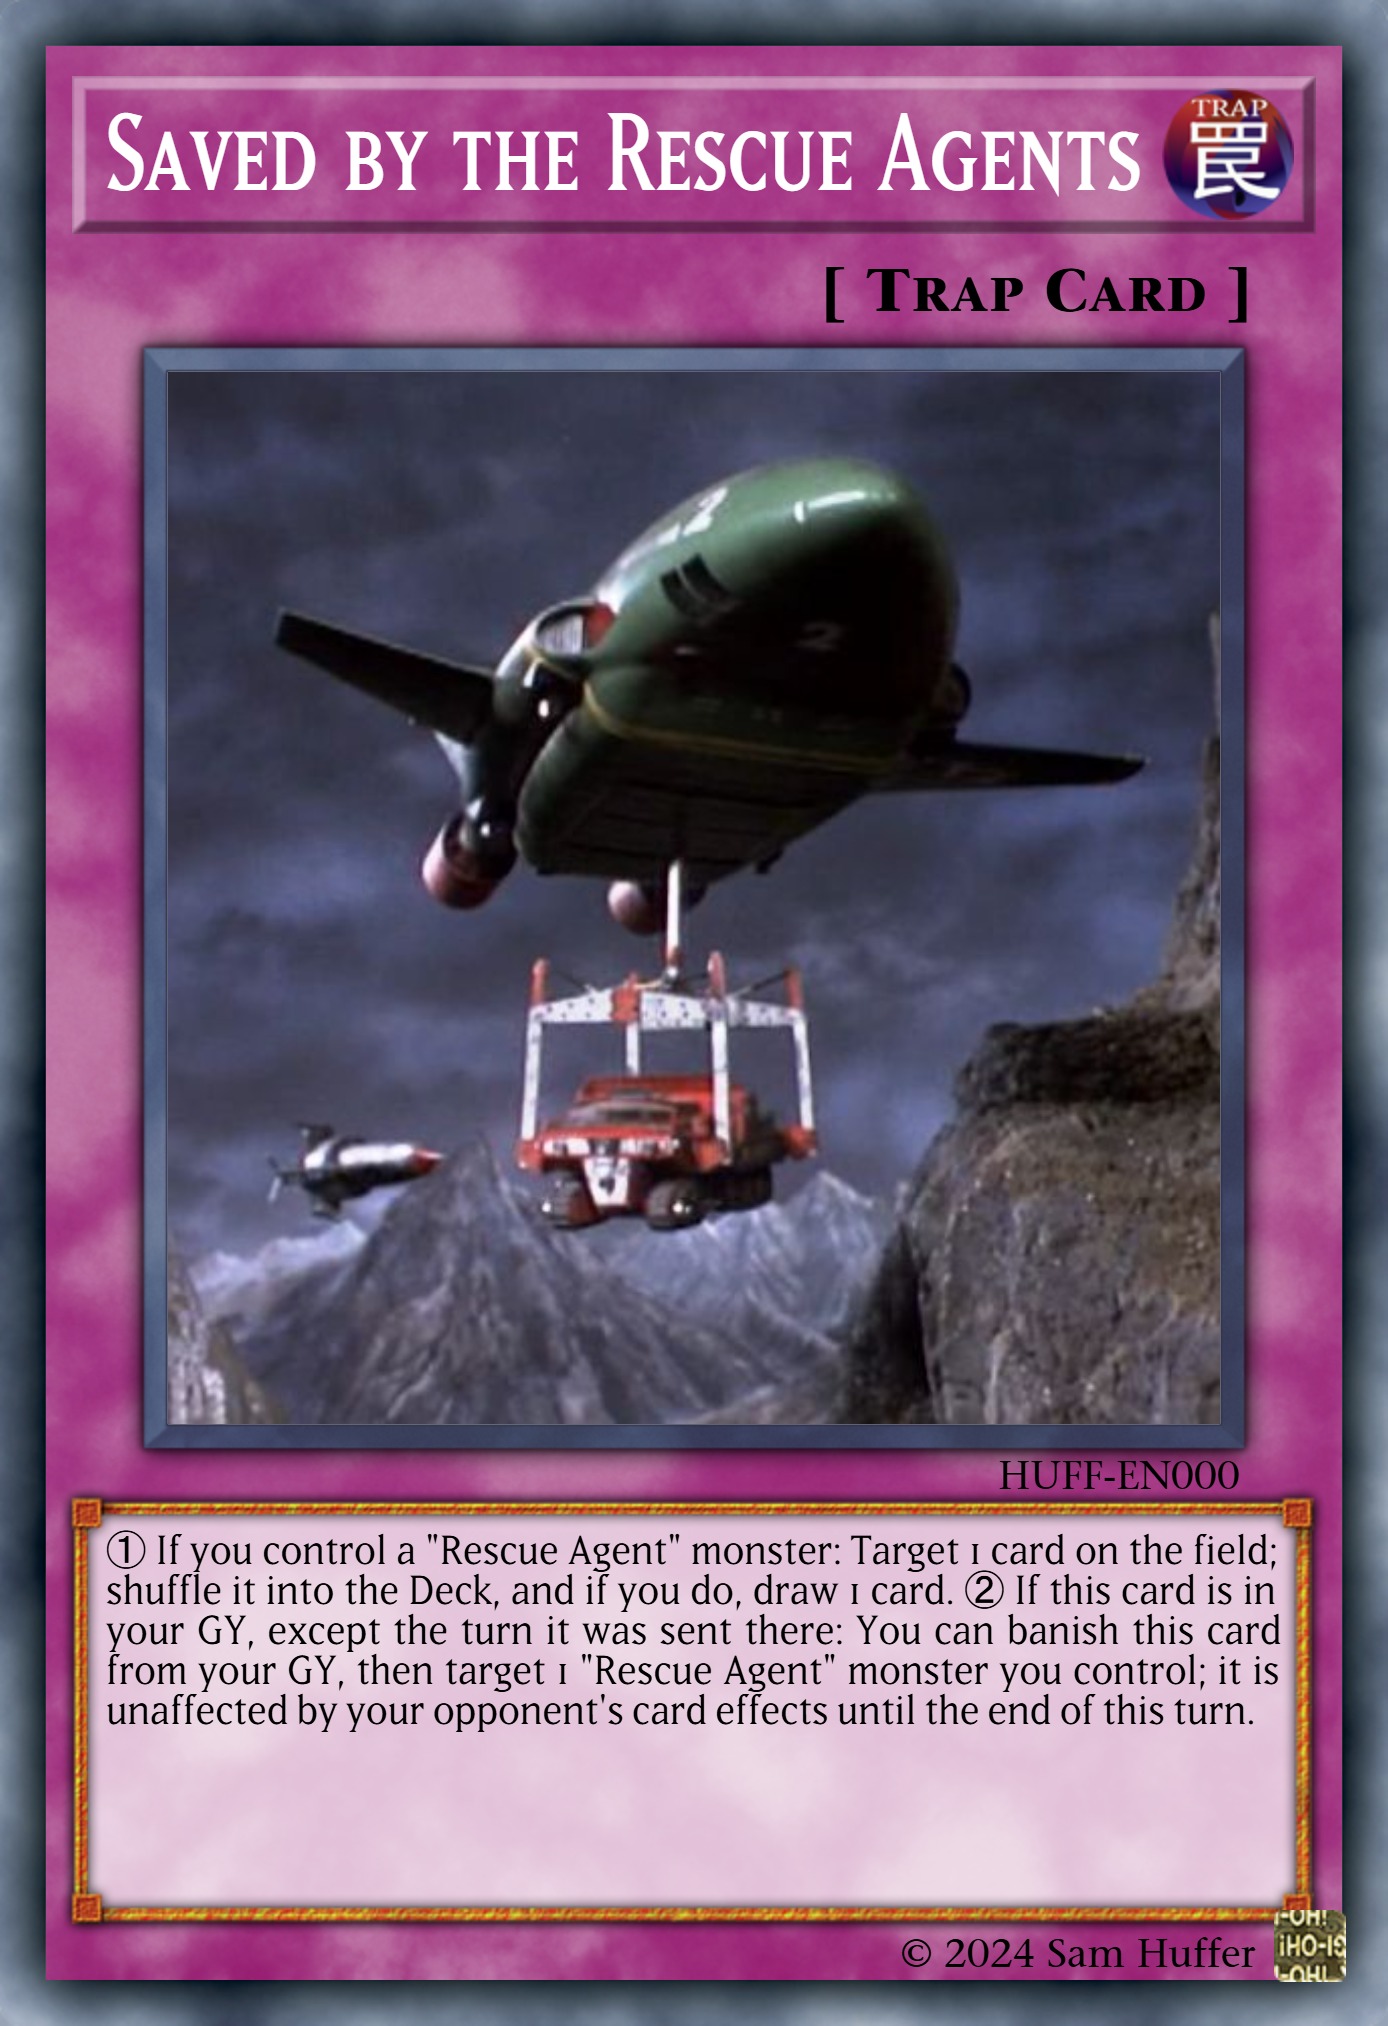 Saved by the Rescue Agents
TRAP
罠
[ Trap Card ]
2
2
HUFF-EN000
① If you control a "Rescue Agent" monster: Target 1 card on the field;
shuffle it into the Deck, and if you do, draw 1 card. ② If this card is in
your GY, except the turn it was sent there: You can banish this card
from your GY, then target 1 "Rescue Agent" monster you control; it is
unaffected by your opponent's card effects until the end of this turn.
© 2024 Sam Huffer